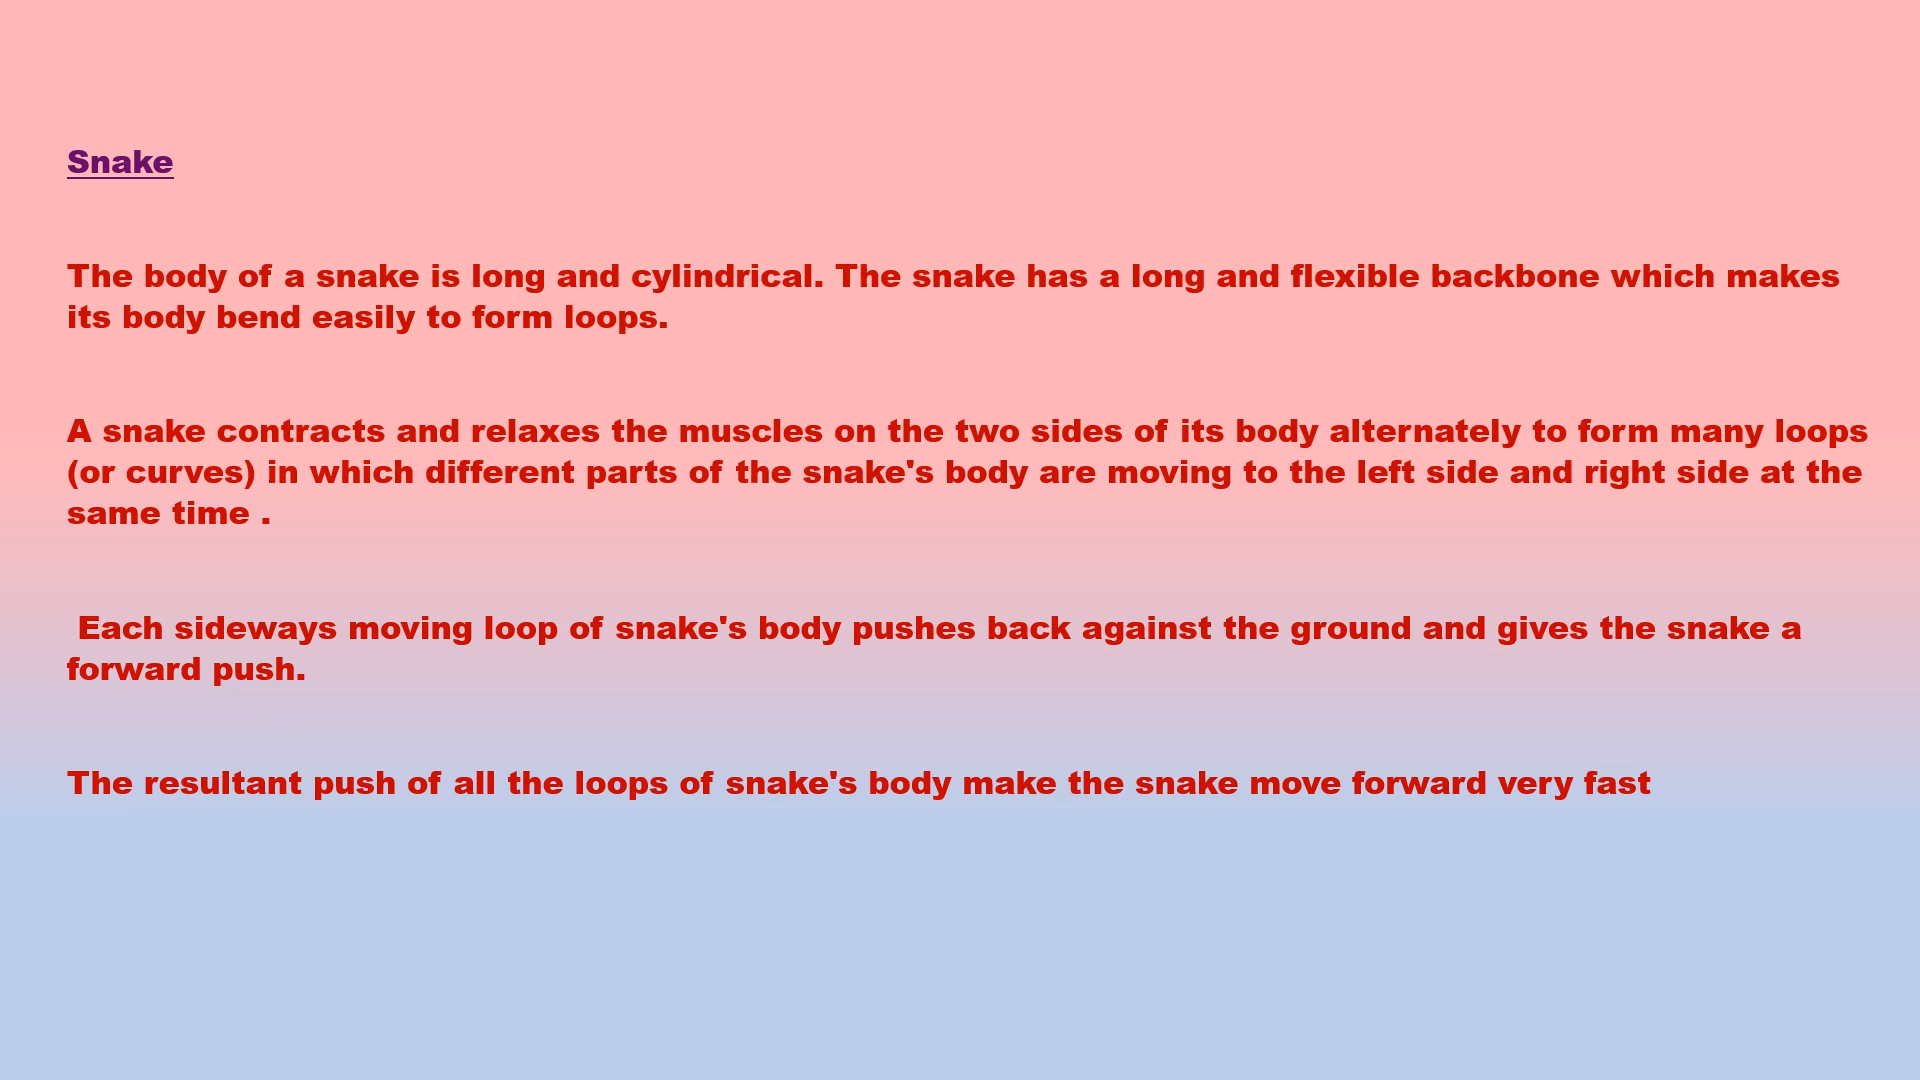 Snake
The body of a snake is long and cylindrical. The snake has a long and flexible backbone which makes
its body bend easily to form loops.
A snake contracts and relaxes the muscles on the two sides of its body alternately to form many loops
(or curves) in which different parts of the snake's body are moving to the left side and right side at the
same time .
Each sideways moving loop of snake's body pushes back against the ground and gives the snake a
forward push.
The resultant push of all the loops of snake's body make the snake move forward very fast